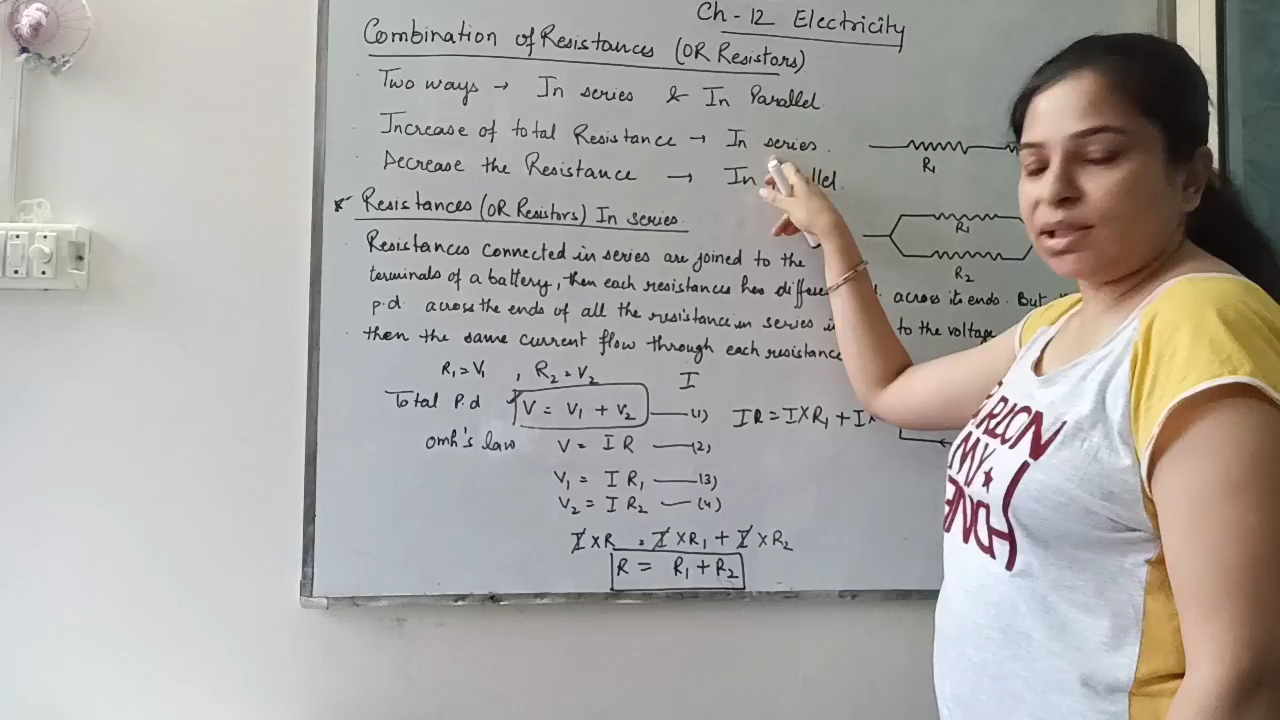 Ch - 12 Electricity
Combination of Resistances (OR Resistors)
Two ways → In series & In Parallel
Increase of total Resistance → In series
Decrease the Resistance → In llel.
R1
Resistances (OR Resistors) In series
R1
R2
Resistances connected in series are joined to the
terminals of a battery, then each resistances has across its ends. But
p.d across the ends of all the resistance in series to the voltage
then the same current flow through each resistance
R1 = V1 , R2 = V2 I
Total P.d V = V1 + V2 —(1) IR = I×R1 + I×
omh's law V = I R —(2)
V1 = I R1 —(3)
V2 = I R2 —(4)
I×R = I×R1 + I×R2
R = R1 + R2
ARION
MY ★